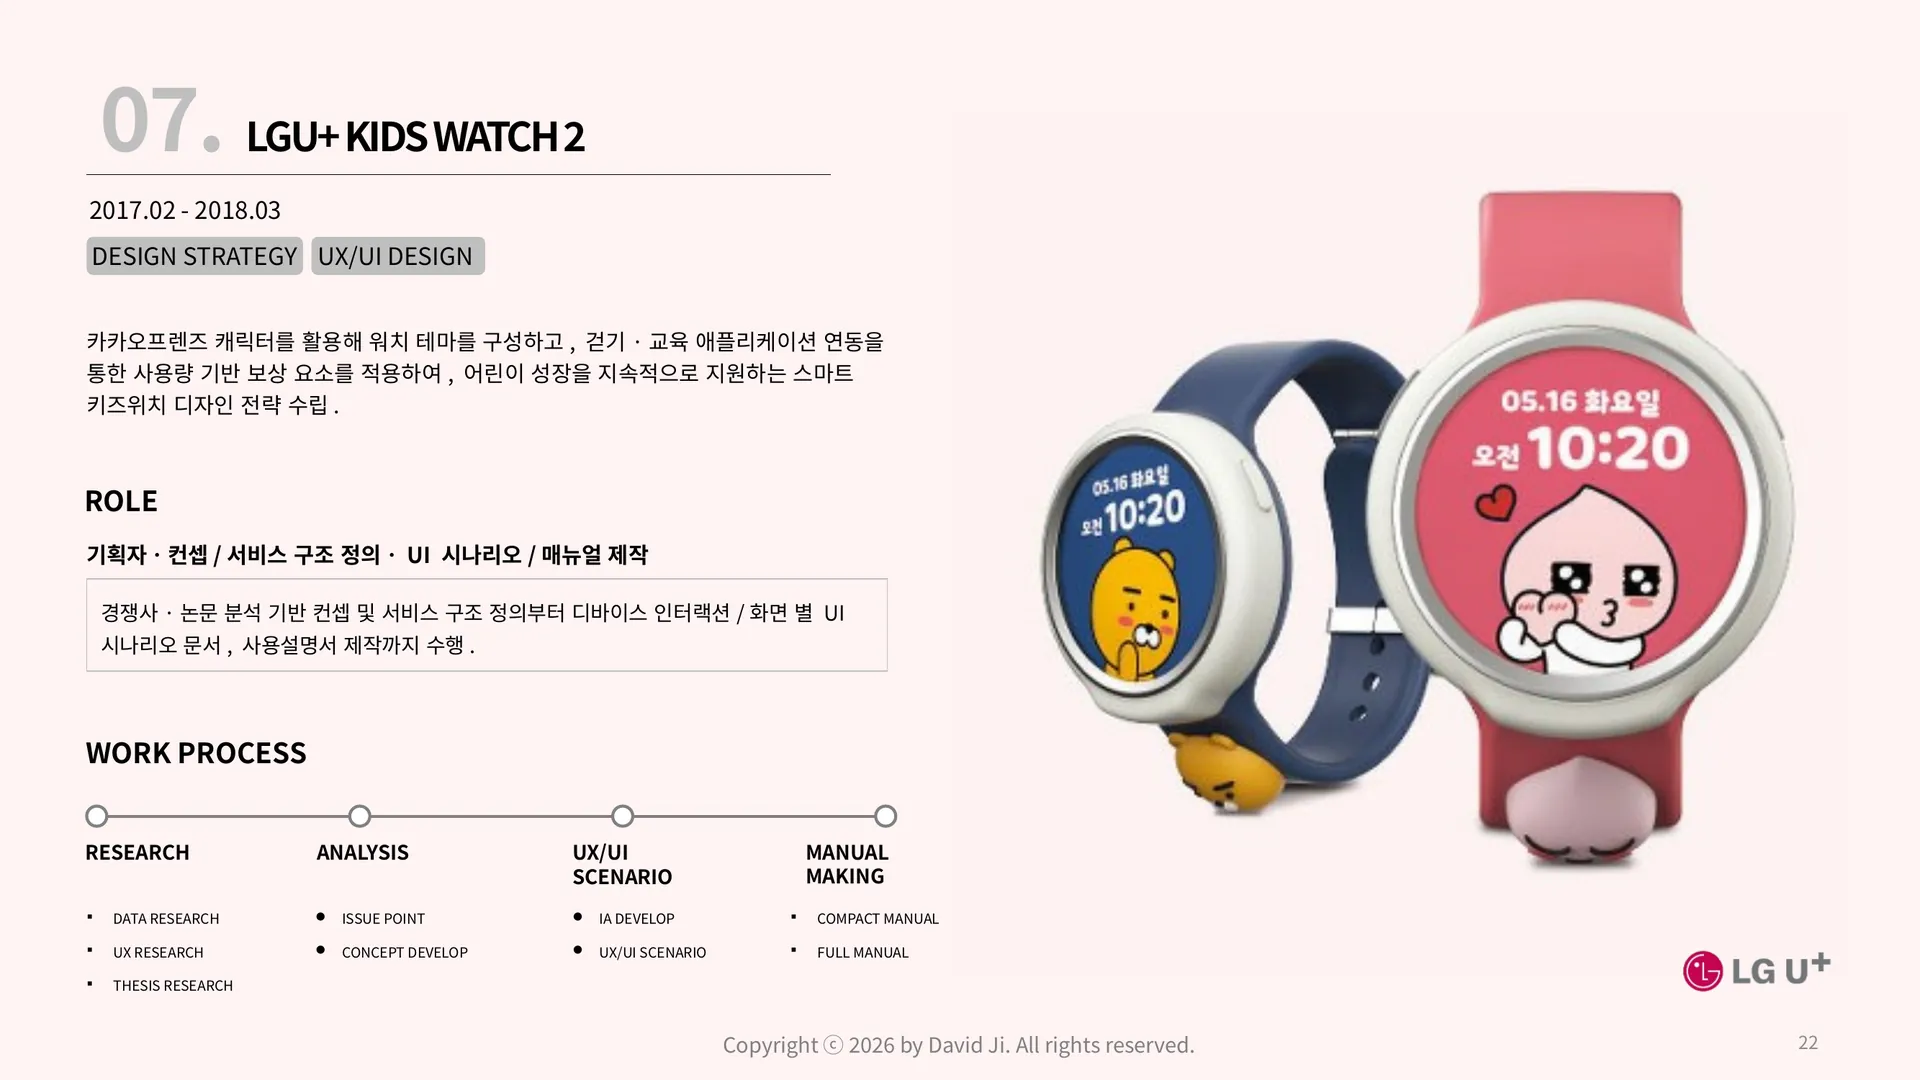 07. LGU+ KIDS WATCH 2
2017.02 - 2018.03
DESIGN STRATEGY UX/UI DESIGN
카카오프렌즈 캐릭터를 활용해 워치 테마를 구성하고 , 걷기 · 교육 애플리케이션 연동을
통한 사용량 기반 보상 요소를 적용하여 , 어린이 성장을 지속적으로 지원하는 스마트
키즈워치 디자인 전략 수립 .
ROLE
기획자 · 컨셉 / 서비스 구조 정의 · UI 시나리오 / 매뉴얼 제작
경쟁사 · 논문 분석 기반 컨셉 및 서비스 구조 정의부터 디바이스 인터랙션 / 화면 별 UI
시나리오 문서 , 사용설명서 제작까지 수행 .
WORK PROCESS
RESEARCH
▪ DATA RESEARCH
▪ UX RESEARCH
▪ THESIS RESEARCH
ANALYSIS
● ISSUE POINT
● CONCEPT DEVELOP
UX/UI
SCENARIO
● IA DEVELOP
● UX/UI SCENARIO
MANUAL
MAKING
▪ COMPACT MANUAL
▪ FULL MANUAL
05.16 화요일
오전 10:20
05.16 화요일
오전 10:20
LG U+
Copyright ⓒ 2026 by David Ji. All rights reserved.
22